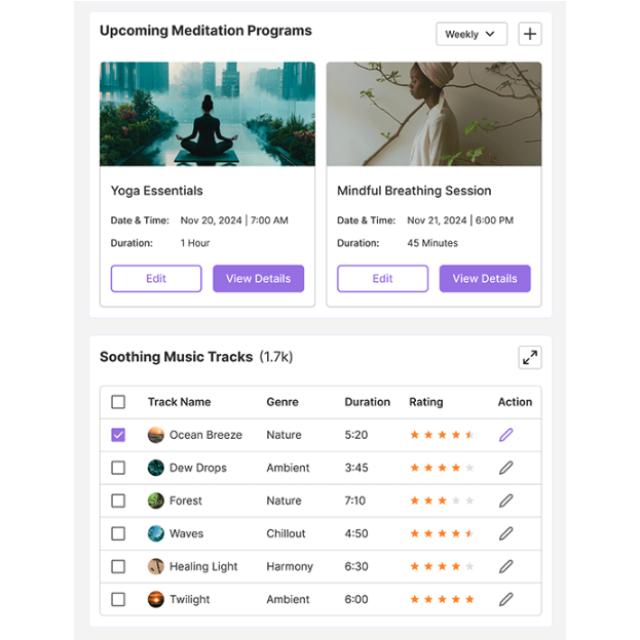 Upcoming Meditation Programs
Weekly
Yoga Essentials
Date & Time: Nov 20, 2024 | 7:00 AM
Duration: 1 Hour
Edit
View Details
Mindful Breathing Session
Date & Time: Nov 21, 2024 | 6:00 PM
Duration: 45 Minutes
Edit
View Details
Soothing Music Tracks (1.7k)
Track Name Genre Duration Rating Action
Ocean Breeze Nature 5:20
Dew Drops Ambient 3:45
Forest Nature 7:10
Waves Chillout 4:50
Healing Light Harmony 6:30
Twilight Ambient 6:00